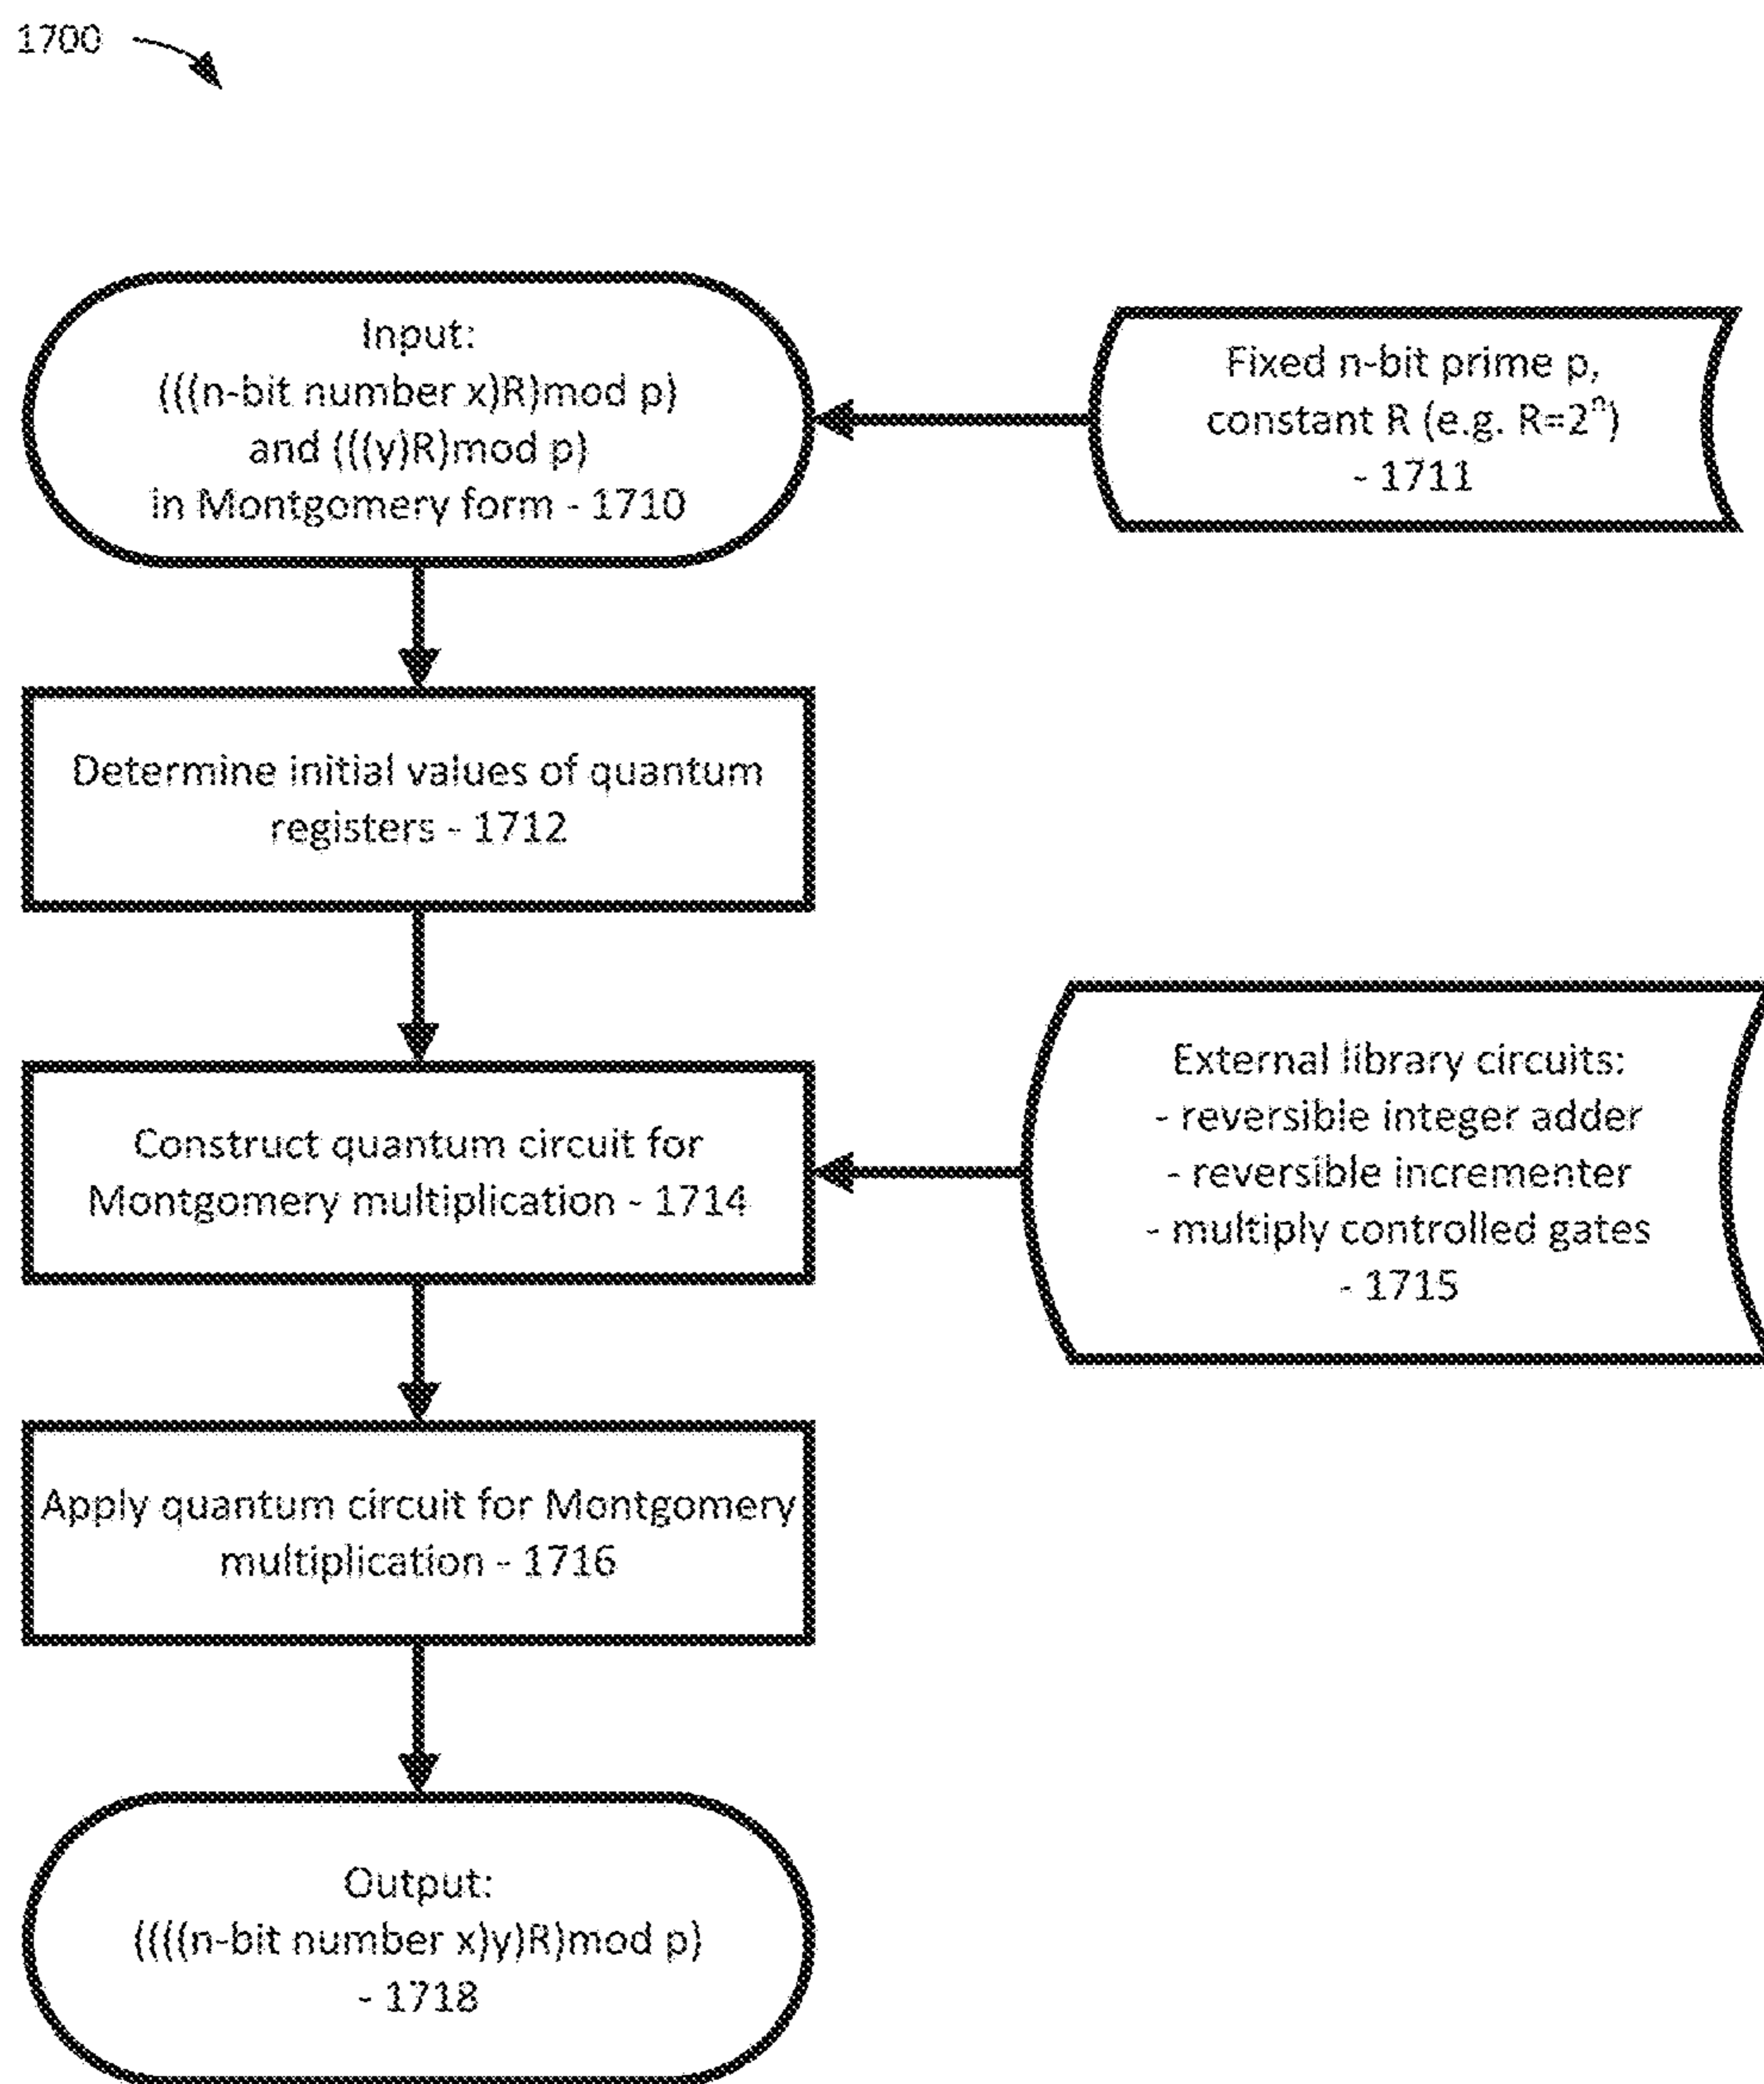 1700
Input:
(((n-bit number x)R)mod p)
and (((y)R)mod p)
in Montgomery form - 1710
Fixed n-bit prime p,
constant R (e.g. R=2ⁿ)
- 1711
Determine initial values of quantum
registers - 1712
Construct quantum circuit for
Montgomery multiplication - 1714
External library circuits:
- reversible integer adder
- reversible incrementer
- multiply controlled gates
- 1715
Apply quantum circuit for Montgomery
multiplication - 1716
Output:
((((n-bit number x)y)R)mod p)
- 1718